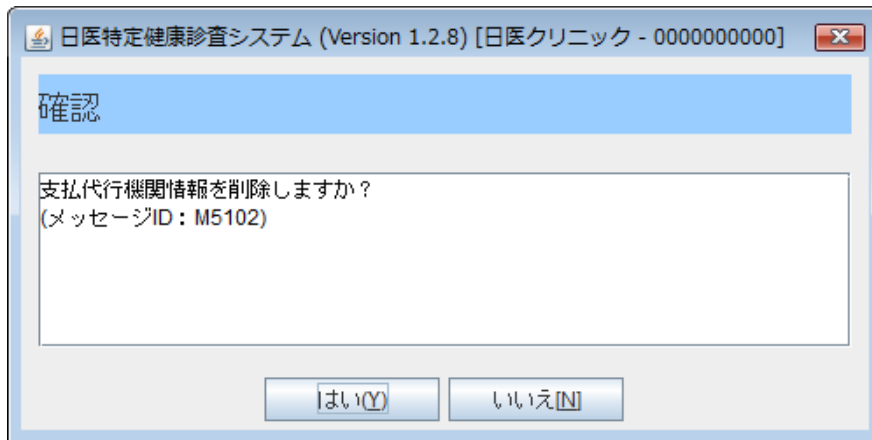 日医特定健康診査システム (Version 1.2.8) [日医クリニック - 0000000000]
確認
支払代行機関情報を削除しますか？
(メッセージID：M5102)
はい(Y)
いいえ[N]